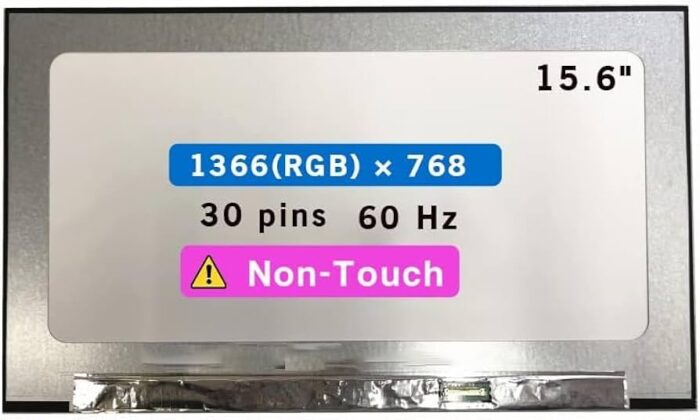 15.6"
1366(RGB) × 768
30 pins 60 Hz
Non-Touch